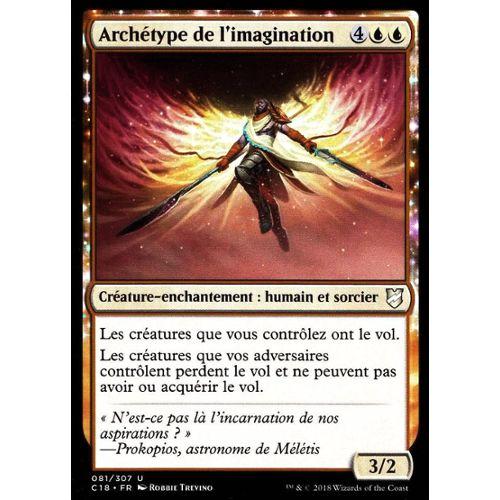 Archétype de l'imagination 4
Créature-enchantement : humain et sorcier
Les créatures que vous contrôlez ont le vol.
Les créatures que vos adversaires
contrôlent perdent le vol et ne peuvent pas
avoir ou acquérir le vol.
« N'est-ce pas là l'incarnation de nos
aspirations ? »
—Prokopios, astronome de Mélétis
3/2
081/307 U
C18 • FR Robbie Trevino ™ & © 2018 Wizards of the Coast